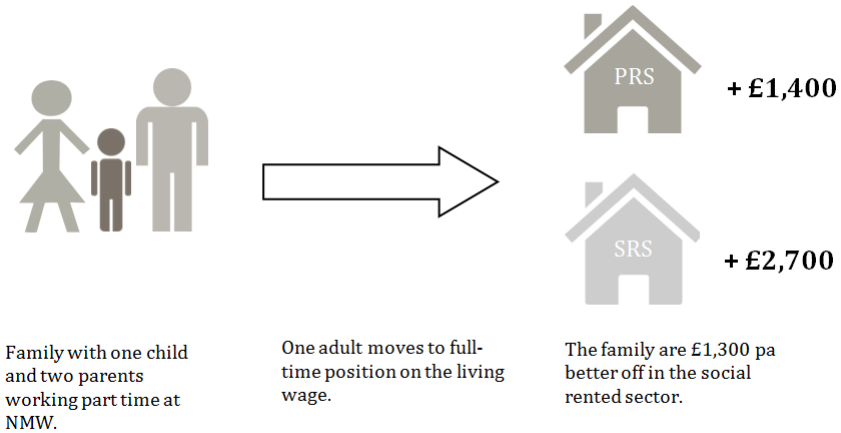 PRS
+ £1,400
SRS
+ £2,700
Family with one child
and two parents
working part time at
NMW.
One adult moves to full-
time position on the living
wage.
The family are £1,300 pa
better off in the social
rented sector.